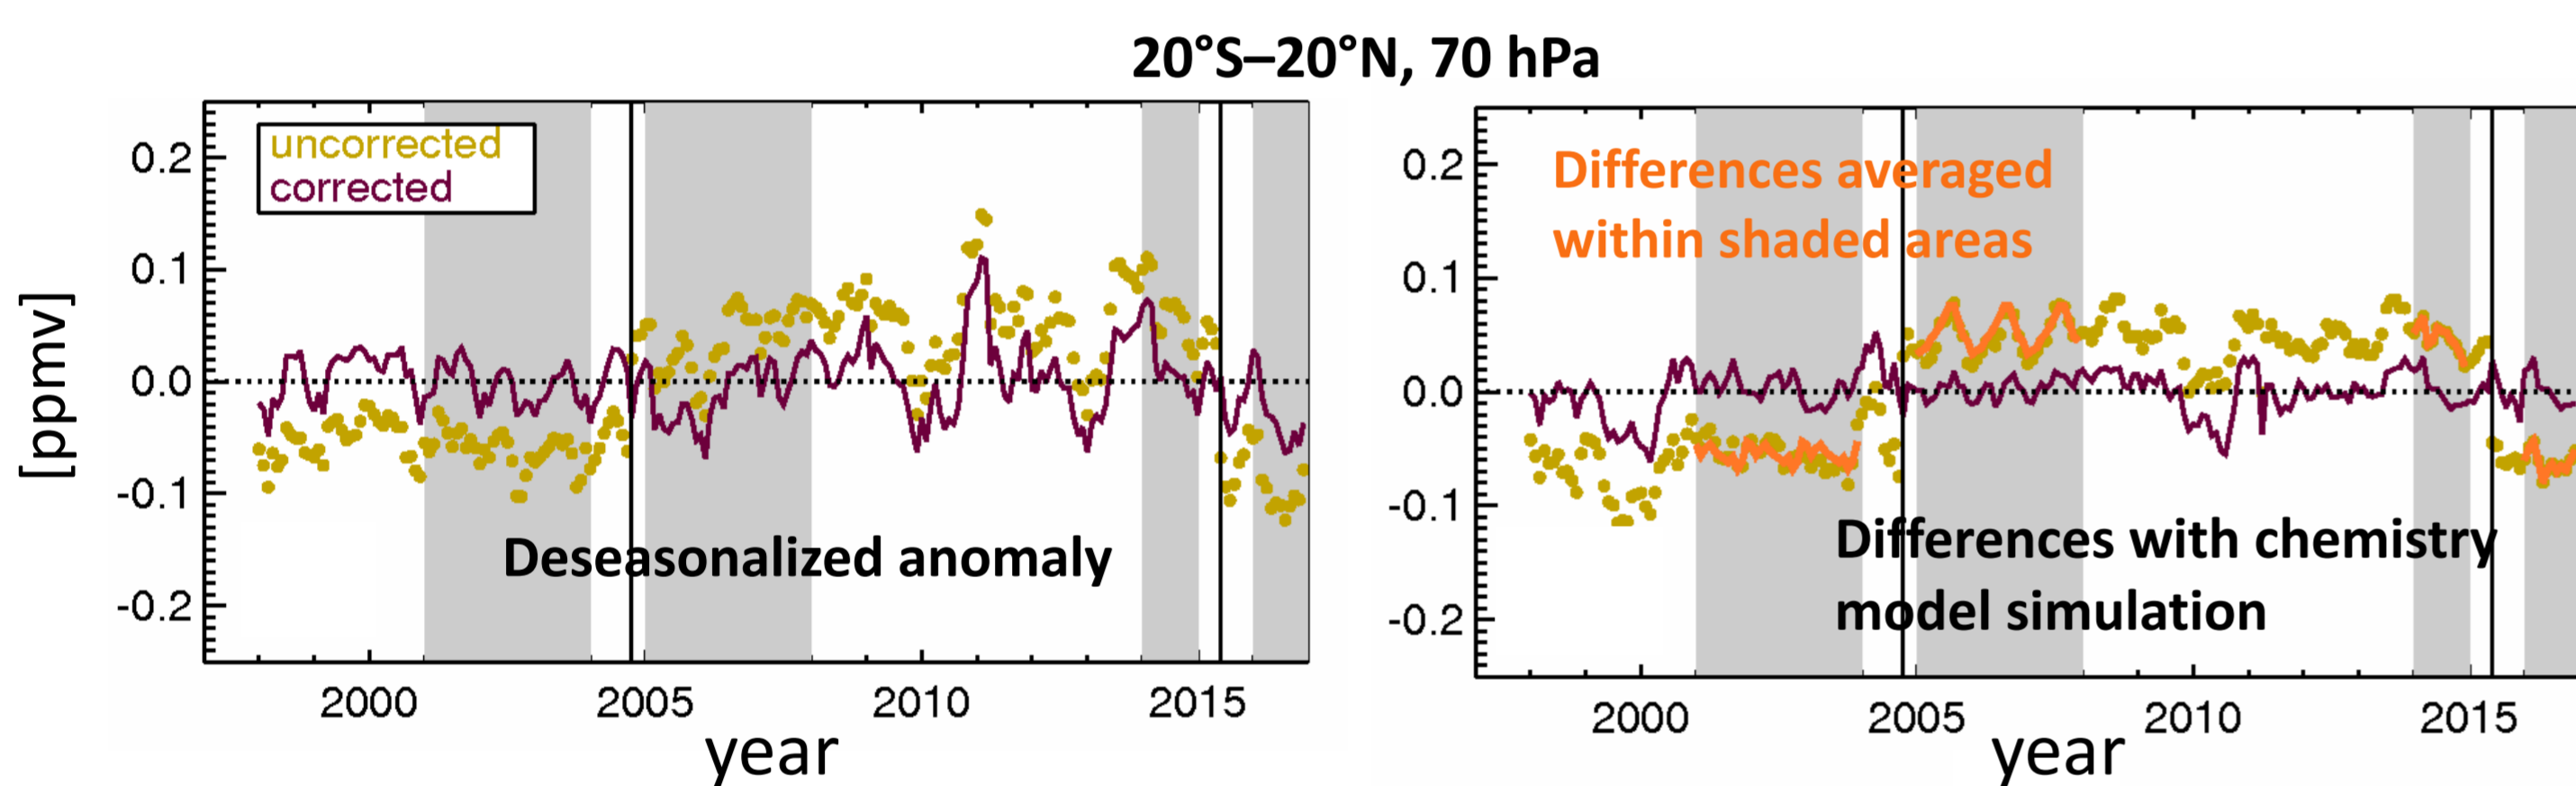 20°S–20°N, 70 hPa
[ppmv]
0.2
0.1
0.0
-0.1
-0.2
uncorrected
corrected
Deseasonalized anomaly
2000 2005 2010 2015
year
0.2
0.1
0.0
-0.1
-0.2
Differences averaged
within shaded areas
Differences with chemistry
model simulation
2000 2005 2010 2015
year